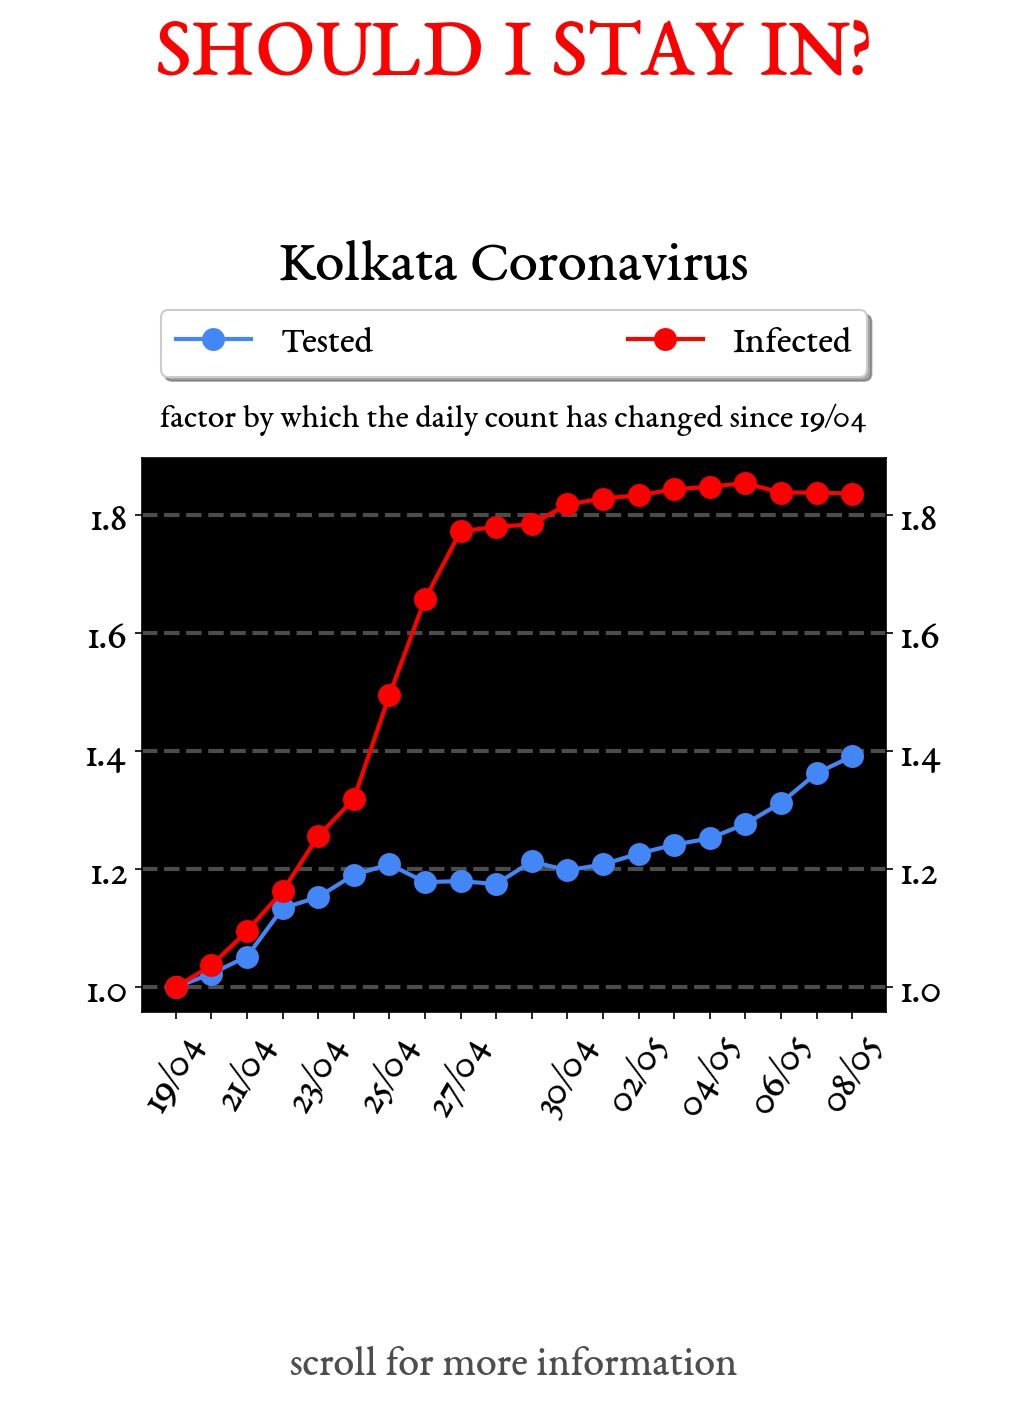 SHOULD I STAY IN?
Kolkata Coronavirus
Tested Infected
factor by which the daily count has changed since 19/04
1.8 1.8
1.6 1.6
1.4 1.4
1.2 1.2
1.0 1.0
19/04 21/04 23/04 25/04 27/04 30/04 02/05 04/05 06/05 08/05
scroll for more information